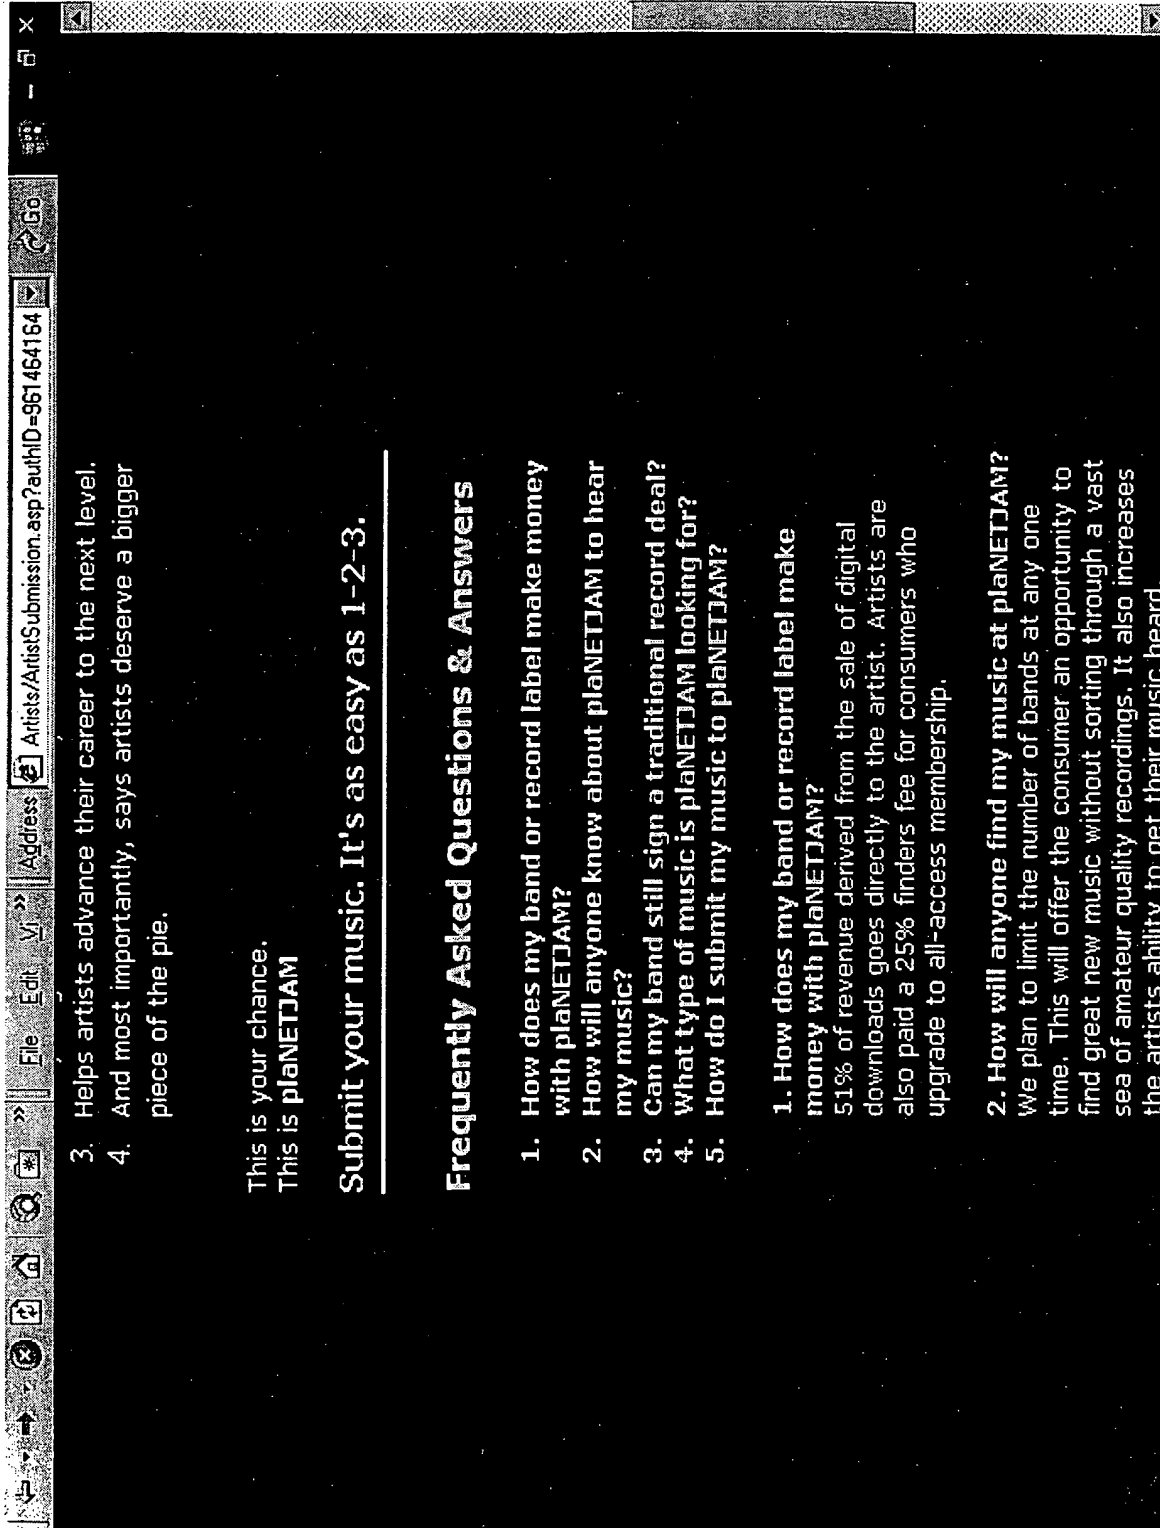 File Edit Vi » Address Artists/ArtistSubmission.asp?authID=961464164 Go
3. Helps artists advance their career to the next level.
4. And most importantly, says artists deserve a bigger
piece of the pie.
This is your chance.
This is plaNETJAM
Submit your music. It's as easy as 1-2-3.
Frequently Asked Questions & Answers
1. How does my band or record label make money
with plaNETJAM?
2. How will anyone know about plaNETJAM to hear
my music?
3. Can my band still sign a traditional record deal?
4. What type of music is plaNETJAM looking for?
5. How do I submit my music to plaNETJAM?
1. How does my band or record label make
money with plaNETJAM?
51% of revenue derived from the sale of digital
downloads goes directly to the artist. Artists are
also paid a 25% finders fee for consumers who
upgrade to all-access membership.
2. How will anyone find my music at plaNETJAM?
We plan to limit the number of bands at any one
time. This will offer the consumer an opportunity to
find great new music without sorting through a vast
sea of amateur quality recordings. It also increases
the artists ability to get their music heard.